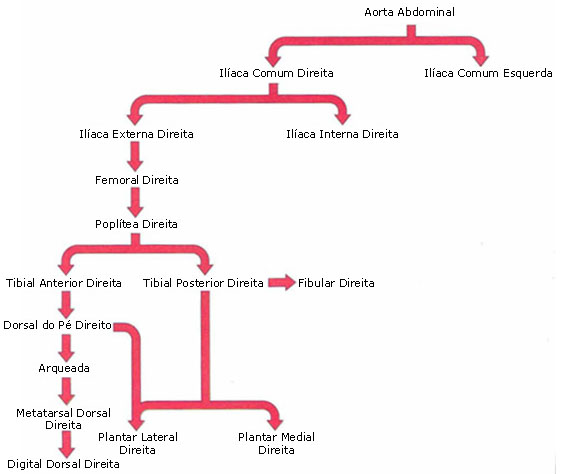 Aorta Abdominal
Ilíaca Comum Direita
Ilíaca Comum Esquerda
Ilíaca Externa Direita
Ilíaca Interna Direita
Femoral Direita
Poplítea Direita
Tibial Anterior Direita
Tibial Posterior Direita
Fibular Direita
Dorsal do Pé Direito
Arqueada
Metatarsal Dorsal
Direita
Plantar Lateral
Direita
Plantar Medial
Direita
Digital Dorsal Direita